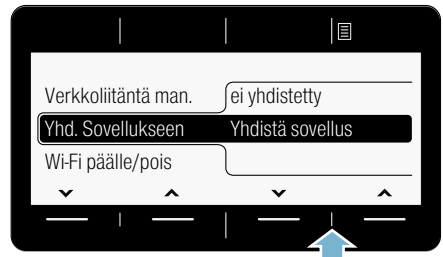 Verkkoliitäntä man. ei yhdistetty
Yhd. Sovellukseen Yhdistä sovellus
Wi-Fi päälle/pois